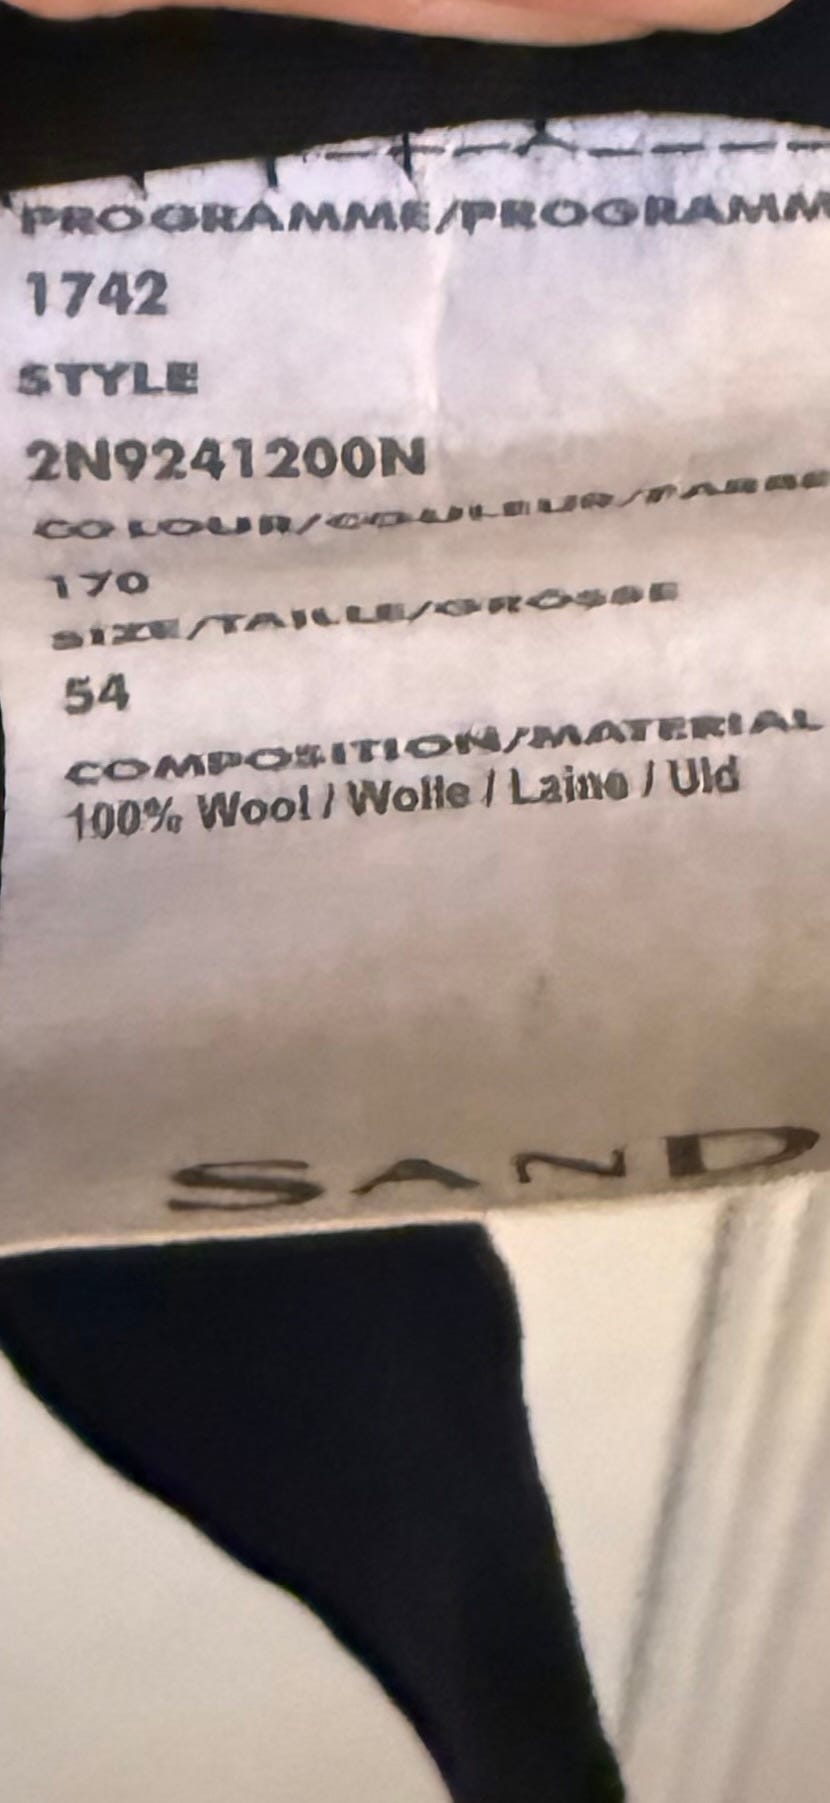 PROGRAMME/PROGRAMM
1742
STYLE
2N9241200N
COLOUR/COULEUR/FARBE
170
SIZE/TAILLE/GRÖSSE
54
COMPOSITION/MATERIAL
100% Wool / Wolle / Laine / Uld
SAND